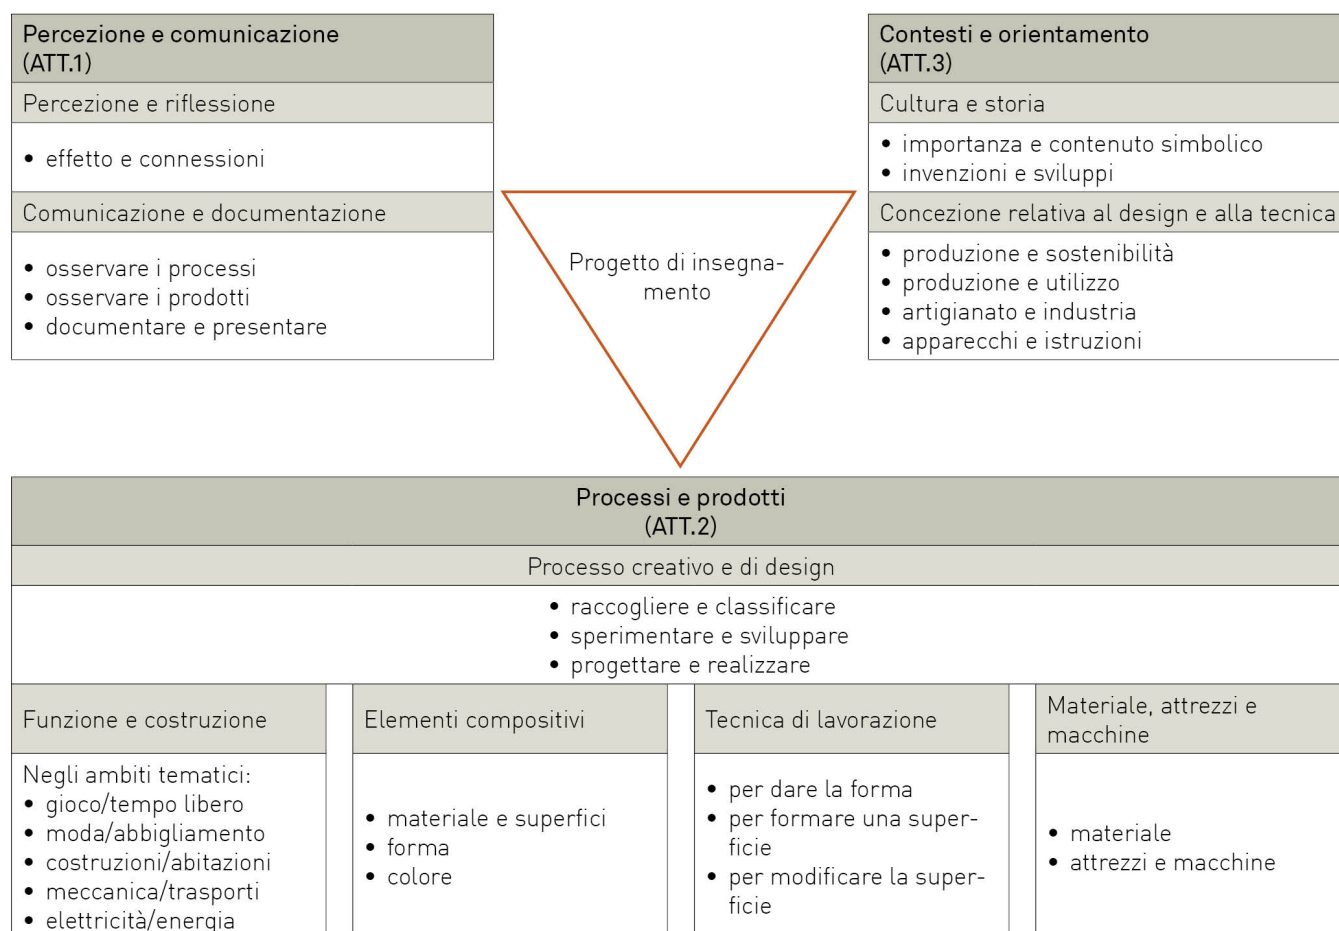 Percezione e comunicazione
(ATT.1)
Percezione e riflessione
• effetto e connessioni
Comunicazione e documentazione
• osservare i processi
• osservare i prodotti
• documentare e presentare
Progetto di insegna-
mento
Contesti e orientamento
(ATT.3)
Cultura e storia
• importanza e contenuto simbolico
• invenzioni e sviluppi
Concezione relativa al design e alla tecnica
• produzione e sostenibilità
• produzione e utilizzo
• artigianato e industria
• apparecchi e istruzioni
Processi e prodotti
(ATT.2)
Processo creativo e di design
• raccogliere e classificare
• sperimentare e sviluppare
• progettare e realizzare
Funzione e costruzione
Negli ambiti tematici:
• gioco/tempo libero
• moda/abbigliamento
• costruzioni/abitazioni
• meccanica/trasporti
• elettricità/energia
Elementi compositivi
• materiale e superfici
• forma
• colore
Tecnica di lavorazione
• per dare la forma
• per formare una super-
ficie
• per modificare la super-
ficie
Materiale, attrezzi e
macchine
• materiale
• attrezzi e macchine